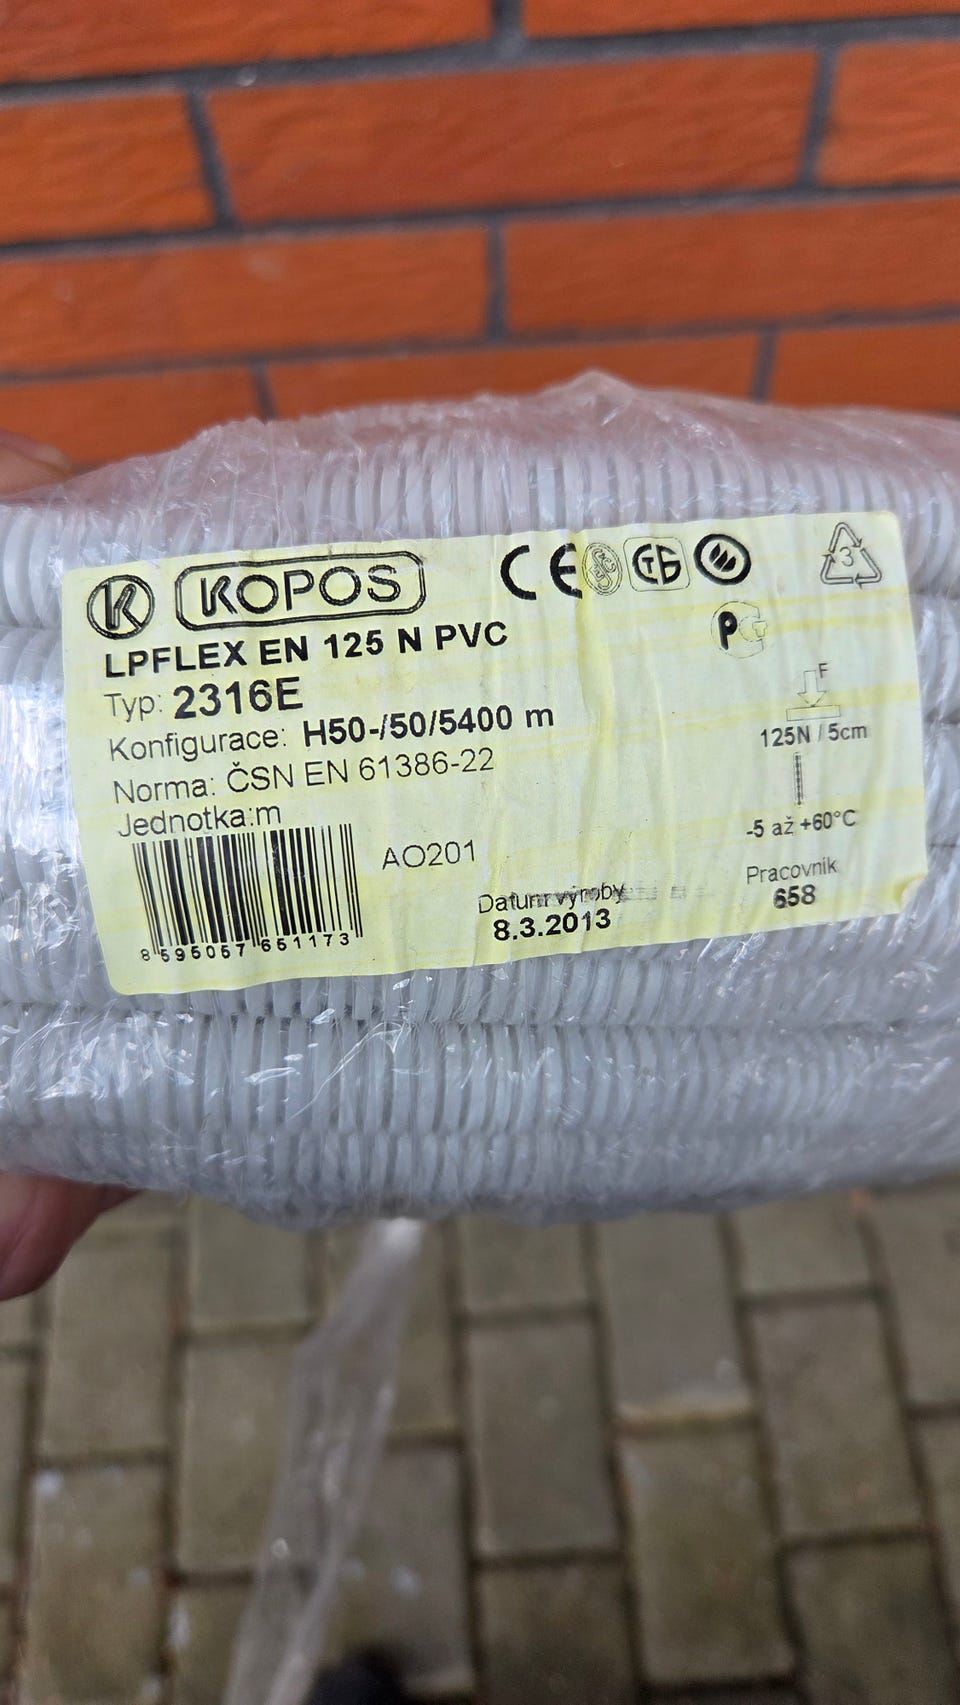 K KOPOS CE ESC
LPFLEX EN 125 N PVC
Typ: 2316E
Konfigurace: H50-/50/5400 m
Norma: ČSN EN 61386-22
Jednotka:m
8 595057 651173
AO201
Datum výroby
8.3.2013
3
F
125N / 5cm
-5 až +60°C
Pracovník
658